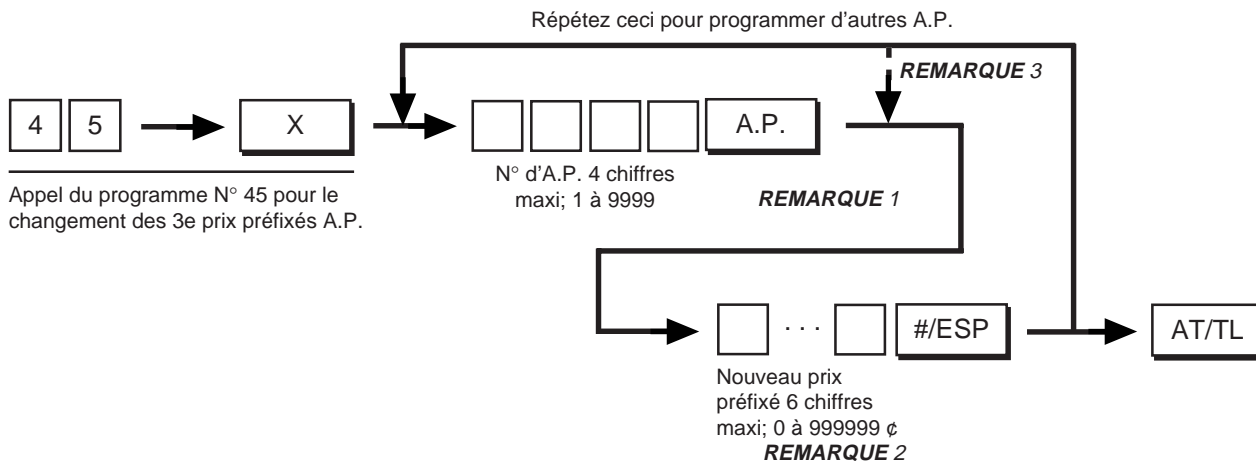 Répétez ceci pour programmer d'autres A.P.
REMARQUE 3
4 5 X A.P.
N° d'A.P. 4 chiffres
maxi; 1 à 9999
REMARQUE 1
Appel du programme N° 45 pour le
changement des 3e prix préfixés A.P.
... #/ESP AT/TL
Nouveau prix
préfixé 6 chiffres
maxi; 0 à 999999 ¢
REMARQUE 2